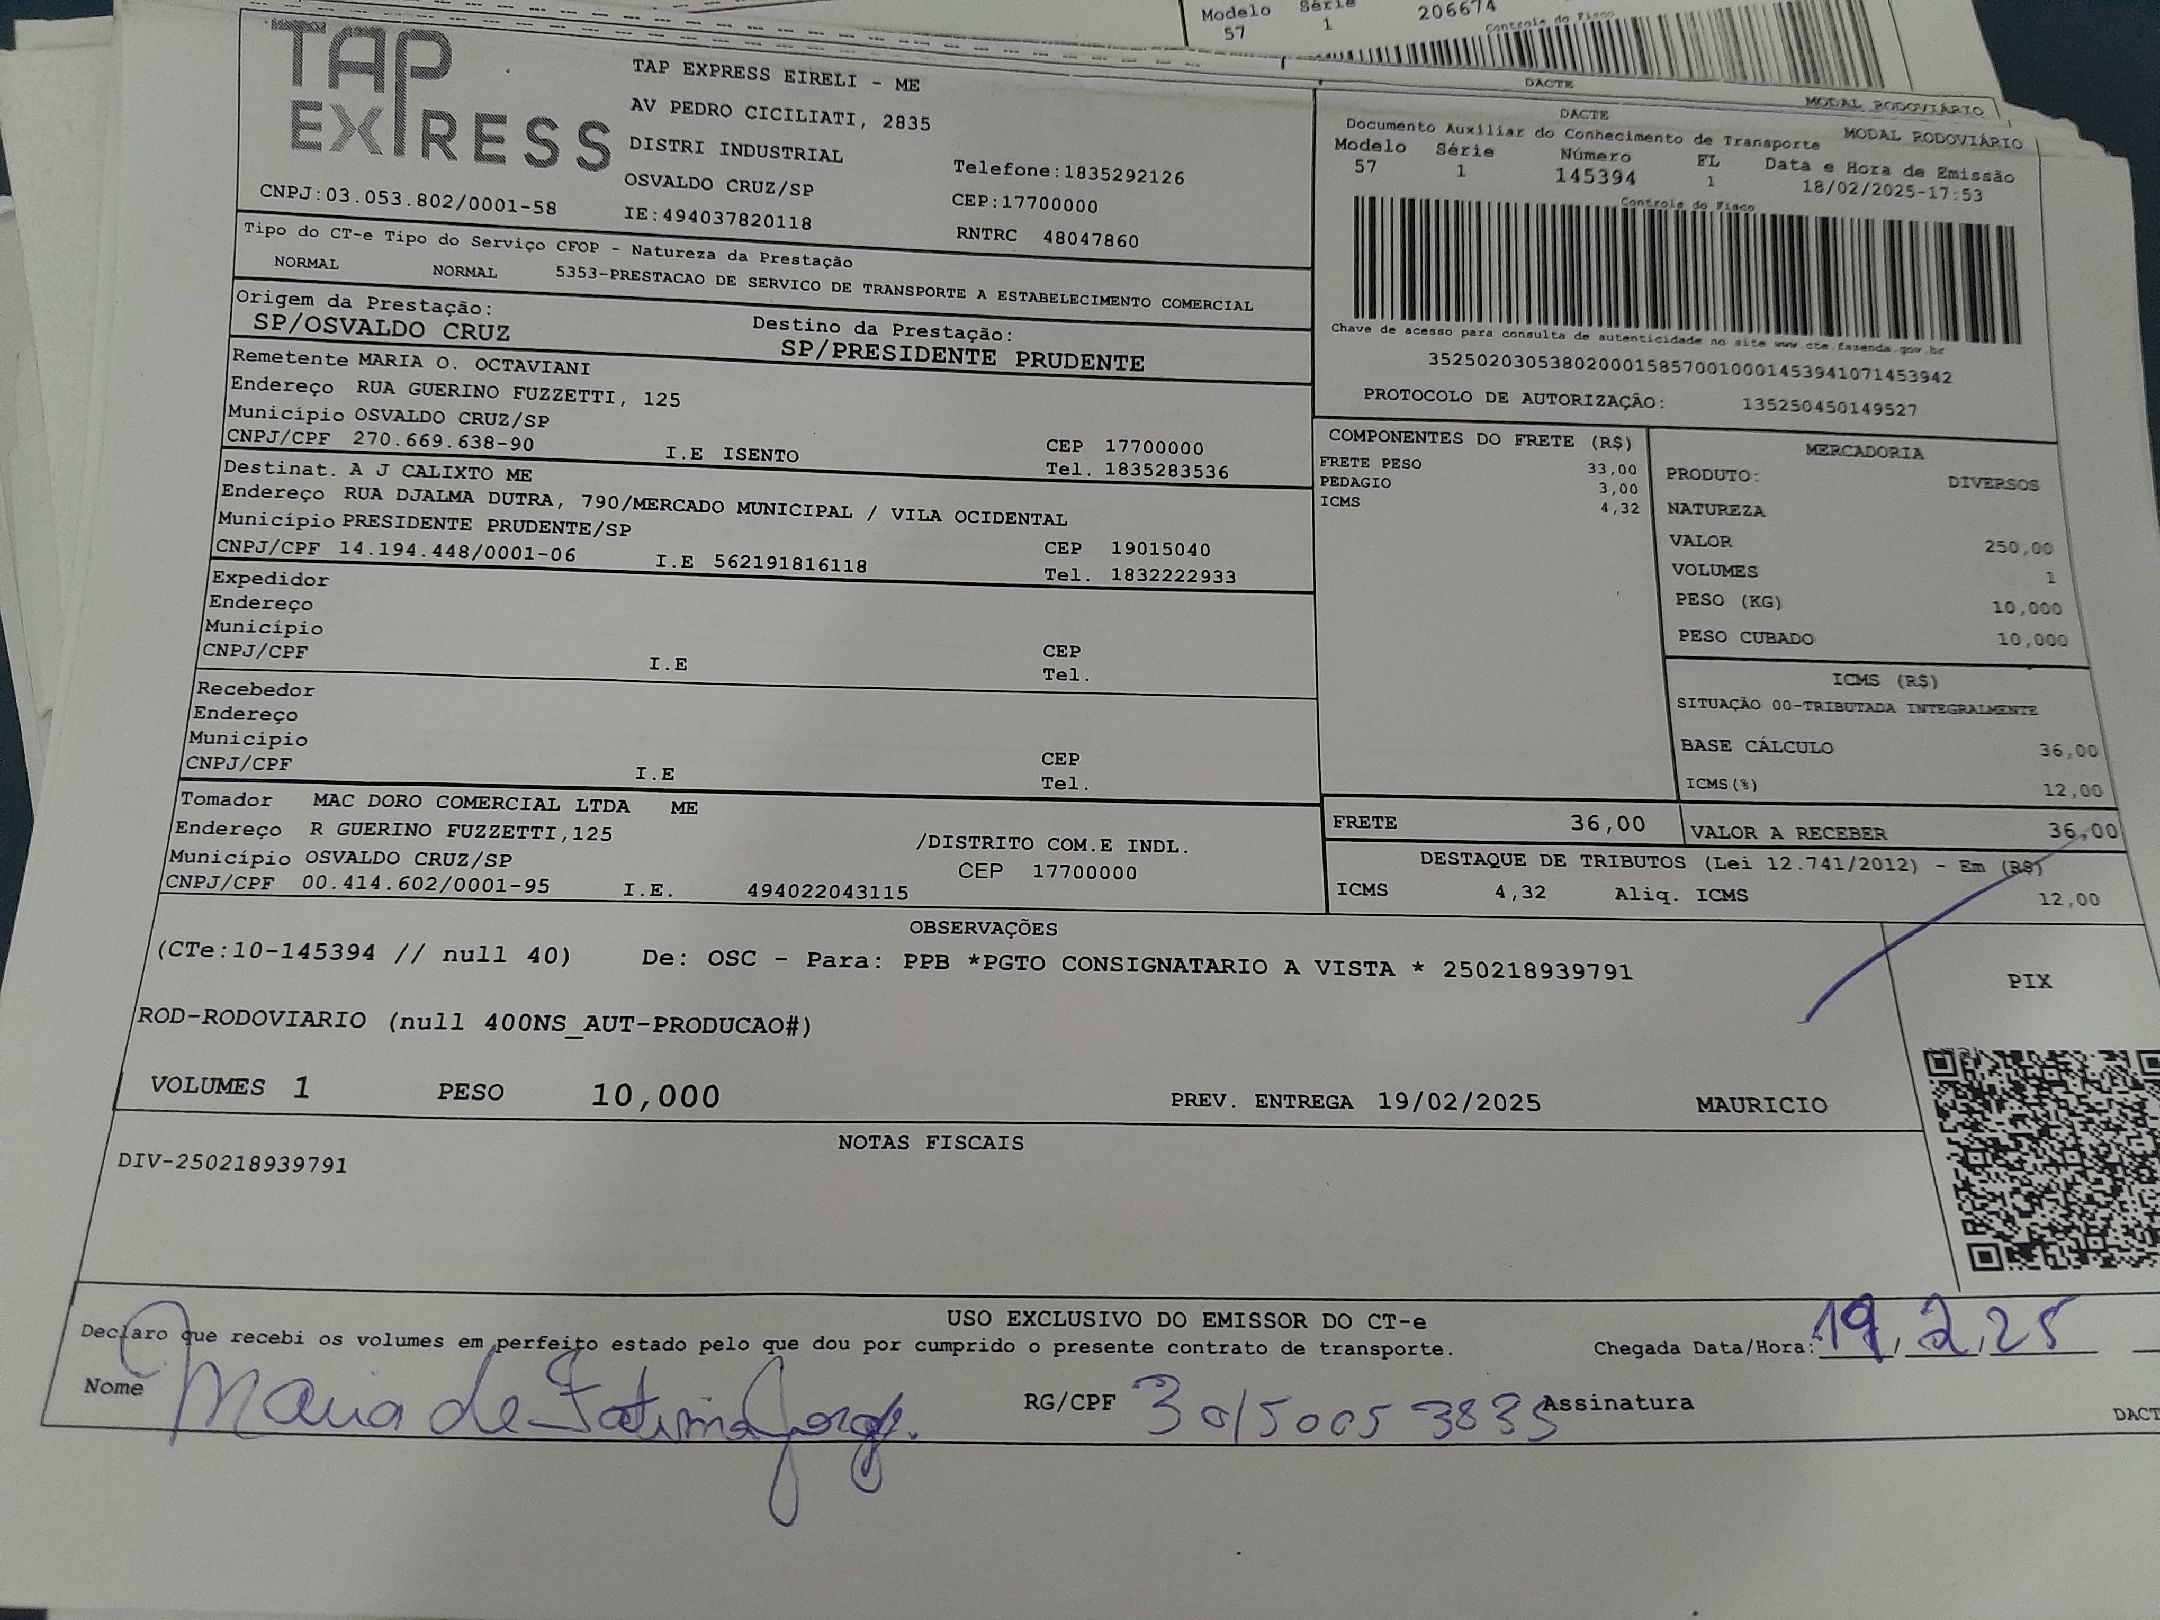 Modelo Série 206674
57 1
Controle do Fisco
DACTE
MODAL RODOVIÁRIO
TAP EXPRESS
CNPJ:03.053.802/0001-58
TAP EXPRESS EIRELI - ME
AV PEDRO CICILIATI, 2835
DISTRI INDUSTRIAL
OSVALDO CRUZ/SP
IE:494037820118
Telefone:1835292126
CEP:17700000
RNTRC 48047860
DACTE
Documento Auxiliar do Conhecimento de Transporte MODAL RODOVIÁRIO
Modelo Série Número FL Data e Hora de Emissão
57 1 145394 1 18/02/2025-17:53
Controle do Fisco
Chave de acesso para consulta de autenticidade no site www.cte.fazenda.gov.br
35250203053802000158570010001453941071453942
PROTOCOLO DE AUTORIZAÇÃO: 135250450149527
Tipo do CT-e Tipo do Serviço CFOP - Natureza da Prestação
NORMAL NORMAL 5353-PRESTACAO DE SERVICO DE TRANSPORTE A ESTABELECIMENTO COMERCIAL
Origem da Prestação: Destino da Prestação:
SP/OSVALDO CRUZ SP/PRESIDENTE PRUDENTE
Remetente MARIA O. OCTAVIANI
Endereço RUA GUERINO FUZZETTI, 125
Município OSVALDO CRUZ/SP CEP 17700000
CNPJ/CPF 270.669.638-90 I.E ISENTO Tel. 1835283536
Destinat. A J CALIXTO ME
Endereço RUA DJALMA DUTRA, 790/MERCADO MUNICIPAL / VILA OCIDENTAL
Município PRESIDENTE PRUDENTE/SP CEP 19015040
CNPJ/CPF 14.194.448/0001-06 I.E 562191816118 Tel. 1832222933
Expedidor
Endereço
Município CEP
CNPJ/CPF I.E Tel.
Recebedor
Endereço
Município CEP
CNPJ/CPF I.E Tel.
Tomador MAC DORO COMERCIAL LTDA ME
Endereço R GUERINO FUZZETTI,125 /DISTRITO COM.E INDL.
Município OSVALDO CRUZ/SP CEP 17700000
CNPJ/CPF 00.414.602/0001-95 I.E. 494022043115
COMPONENTES DO FRETE (R$)
FRETE PESO 33,00
PEDAGIO 3,00
ICMS 4,32
MERCADORIA
PRODUTO: DIVERSOS
NATUREZA
VALOR 250,00
VOLUMES 1
PESO (KG) 10,000
PESO CUBADO 10,000
ICMS (R$)
SITUAÇÃO 00-TRIBUTADA INTEGRALMENTE
BASE CÁLCULO 36,00
ICMS(%) 12,00
FRETE 36,00 VALOR A RECEBER 36,00
DESTAQUE DE TRIBUTOS (Lei 12.741/2012) - Em (R$)
ICMS 4,32 Aliq. ICMS 12,00
OBSERVAÇÕES
(CTe:10-145394 // null 40) De: OSC - Para: PPB *PGTO CONSIGNATARIO A VISTA * 250218939791
ROD-RODOVIARIO (null 400NS_AUT-PRODUCAO#)
PIX
VOLUMES 1 PESO 10,000 PREV. ENTREGA 19/02/2025 MAURICIO
NOTAS FISCAIS
DIV-250218939791
USO EXCLUSIVO DO EMISSOR DO CT-e
Declaro que recebi os volumes em perfeito estado pelo que dou por cumprido o presente contrato de transporte. Chegada Data/Hora: 19,2,25
Nome Maria de Fatima Jorge RG/CPF 30150053835 Assinatura
DACT